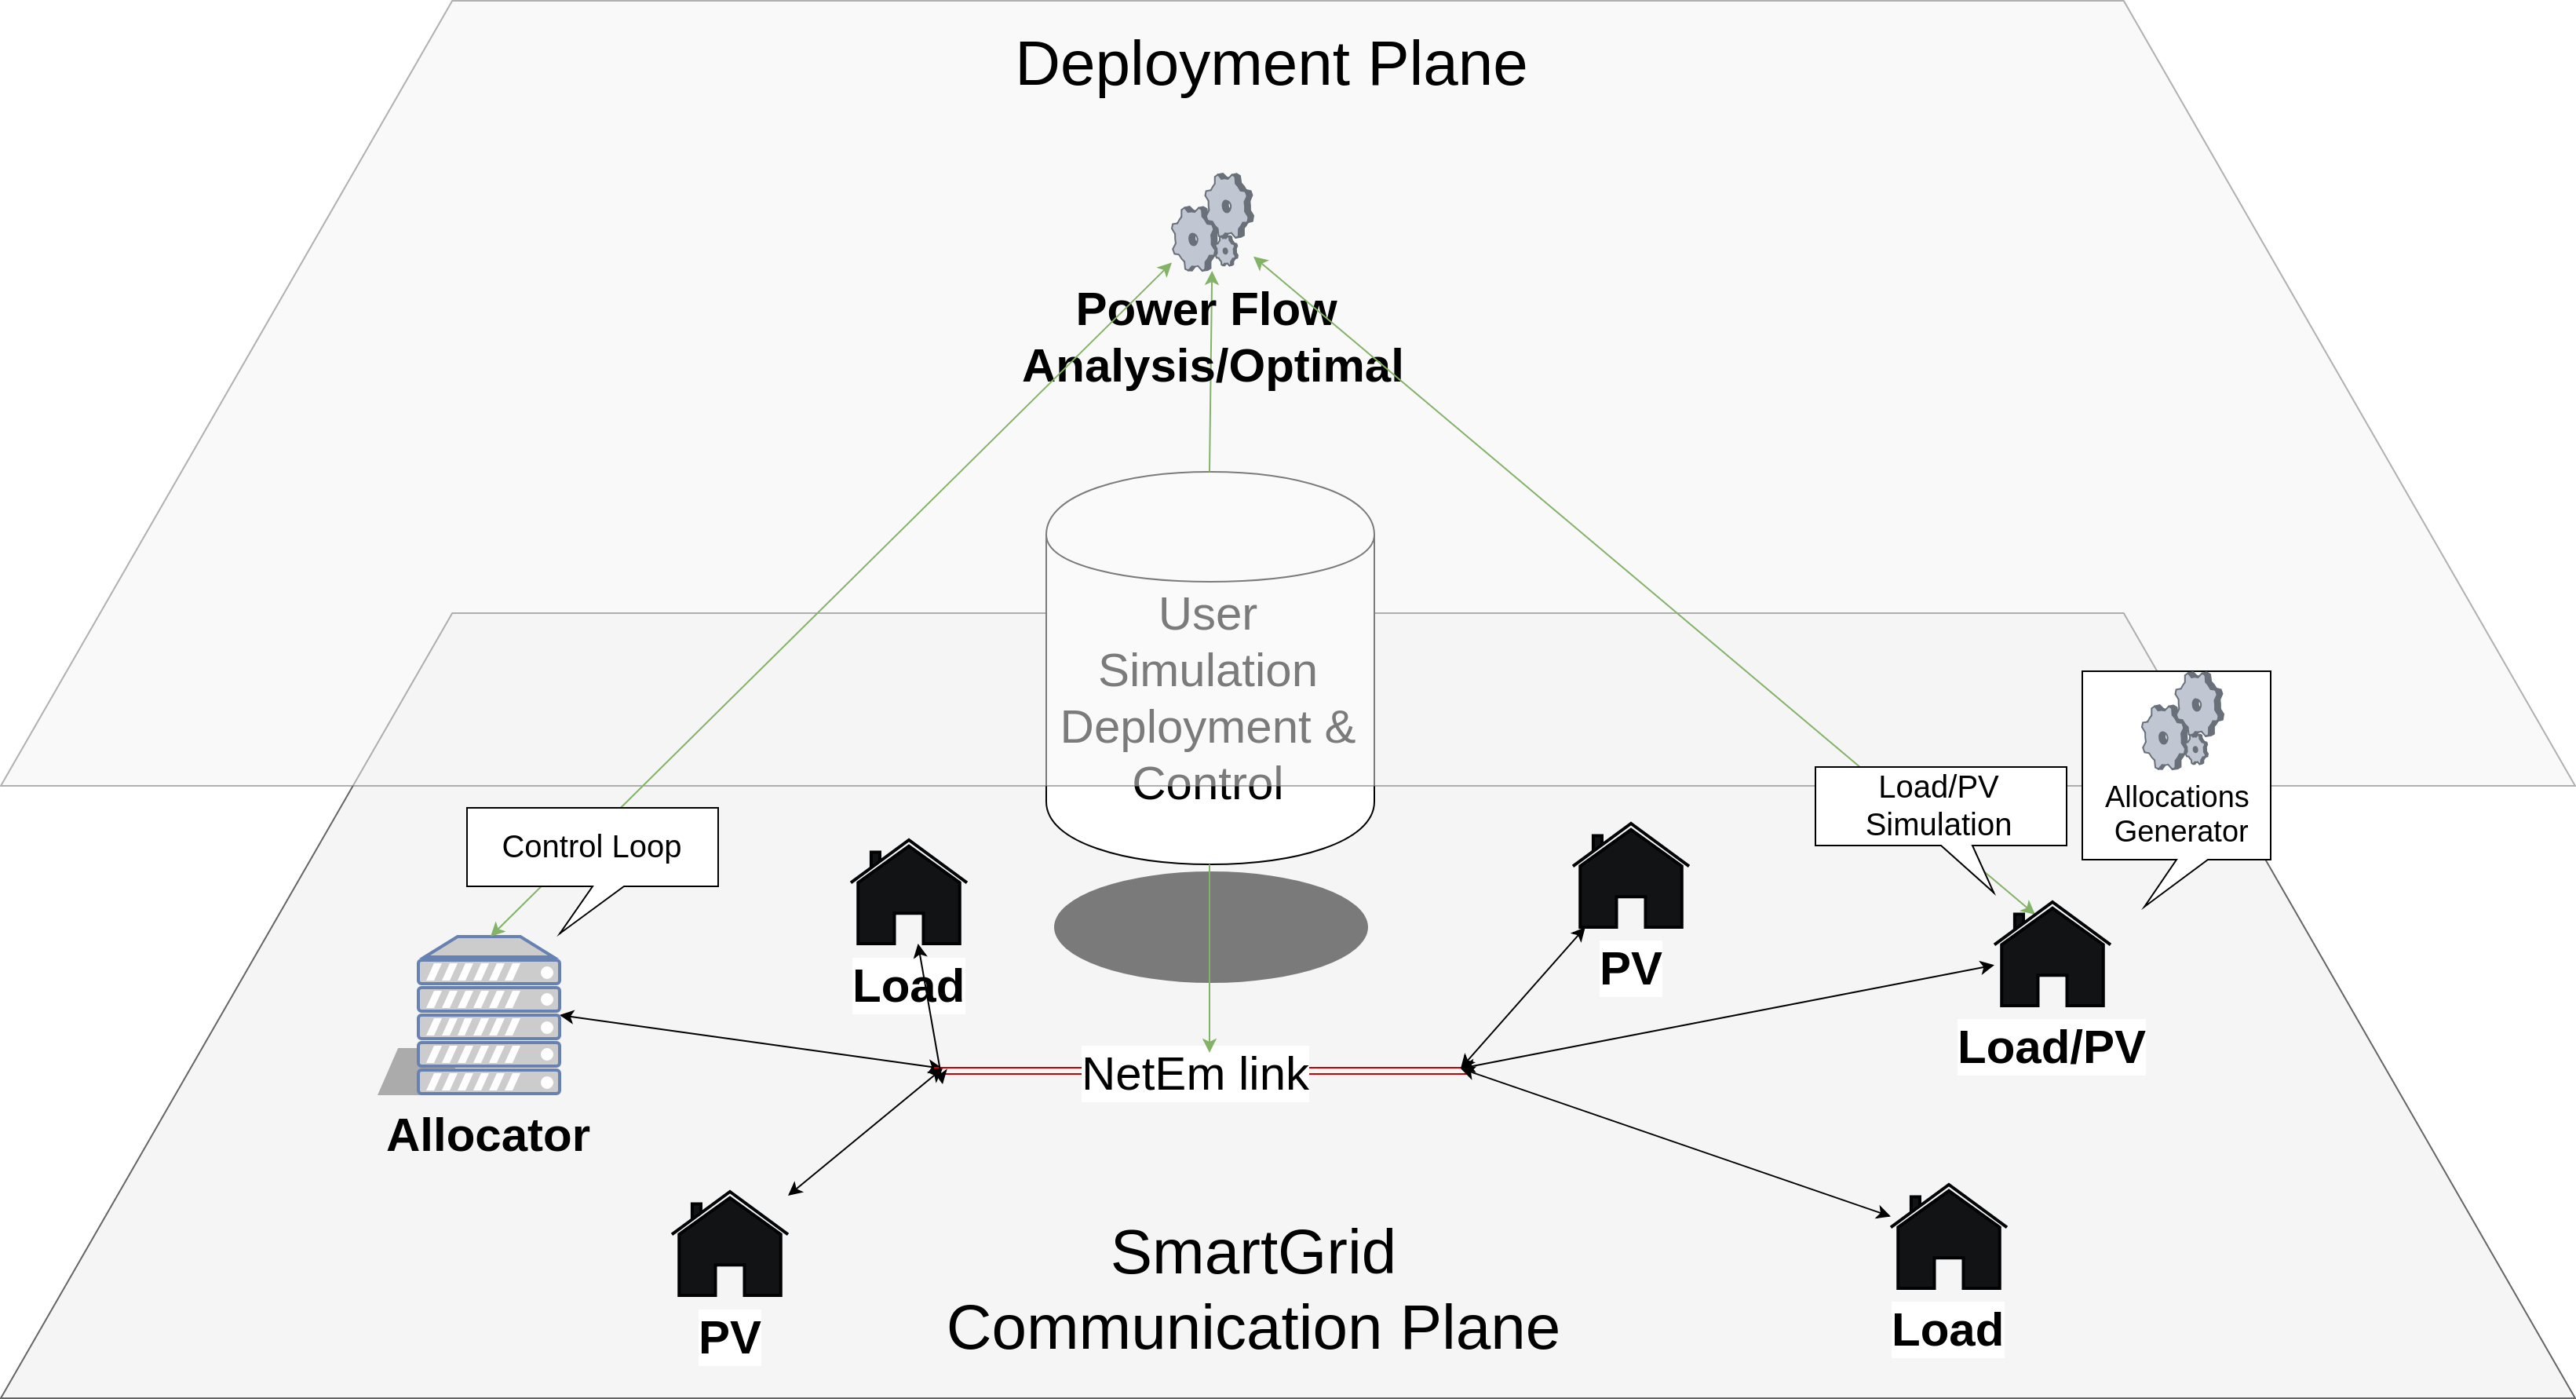 Deployment Plane
Power Flow
Analysis/Optimal
User
Simulation
Deployment &
Control
Load/PV
Simulation
Allocations
Generator
Control Loop
Load
PV
Load/PV
NetEm link
Allocator
PV
Load
SmartGrid
Communication Plane